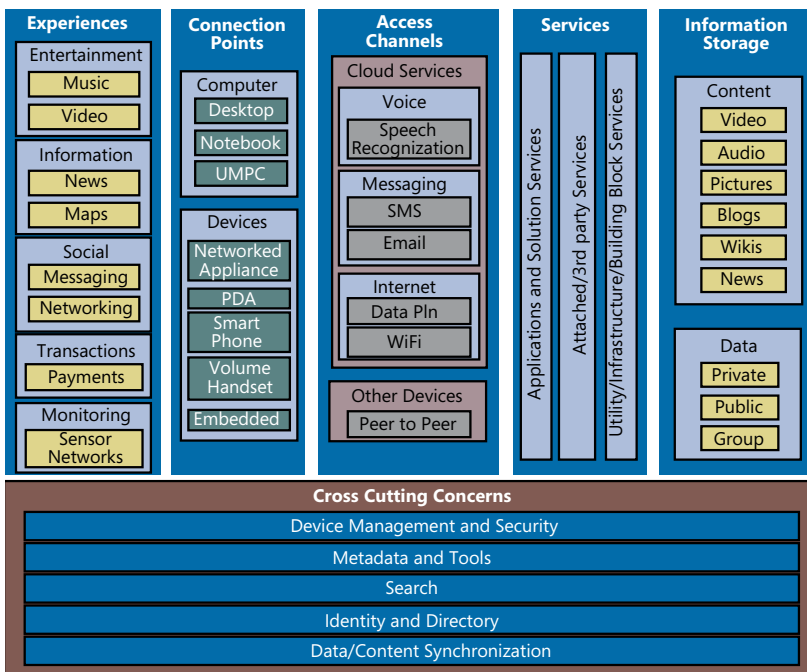 Experiences
Entertainment
Music
Video
Information
News
Maps
Social
Messaging
Networking
Transactions
Payments
Monitoring
Sensor
Networks
Connection
Points
Computer
Desktop
Notebook
UMPC
Devices
Networked
Appliance
PDA
Smart
Phone
Volume
Handset
Embedded
Access
Channels
Cloud Services
Voice
Speech
Recognization
Messaging
SMS
Email
Internet
Data Pln
WiFi
Other Devices
Peer to Peer
Services
Applications and Solution Services
Attached/3rd party Services
Utility/Infrastructure/Building Block Services
Information
Storage
Content
Video
Audio
Pictures
Blogs
Wikis
News
Data
Private
Public
Group
Cross Cutting Concerns
Device Management and Security
Metadata and Tools
Search
Identity and Directory
Data/Content Synchronization